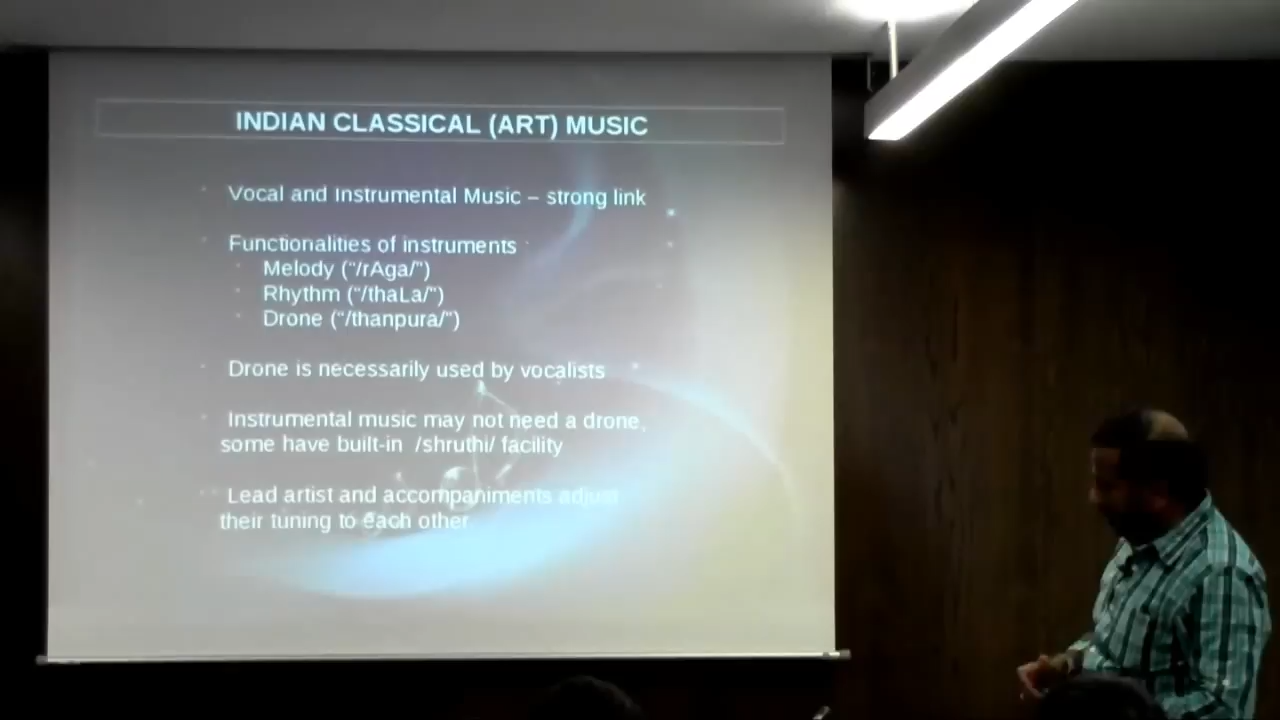 INDIAN CLASSICAL (ART) MUSIC
Vocal and Instrumental Music – strong link
Functionalities of instruments
Melody ("/rAga/")
Rhythm ("/thaLa/")
Drone ("/thanpura/")
Drone is necessarily used by vocalists
Instrumental music may not need a drone,
some have built-in /shruthi/ facility
Lead artist and accompaniments adjust
their tuning to each other